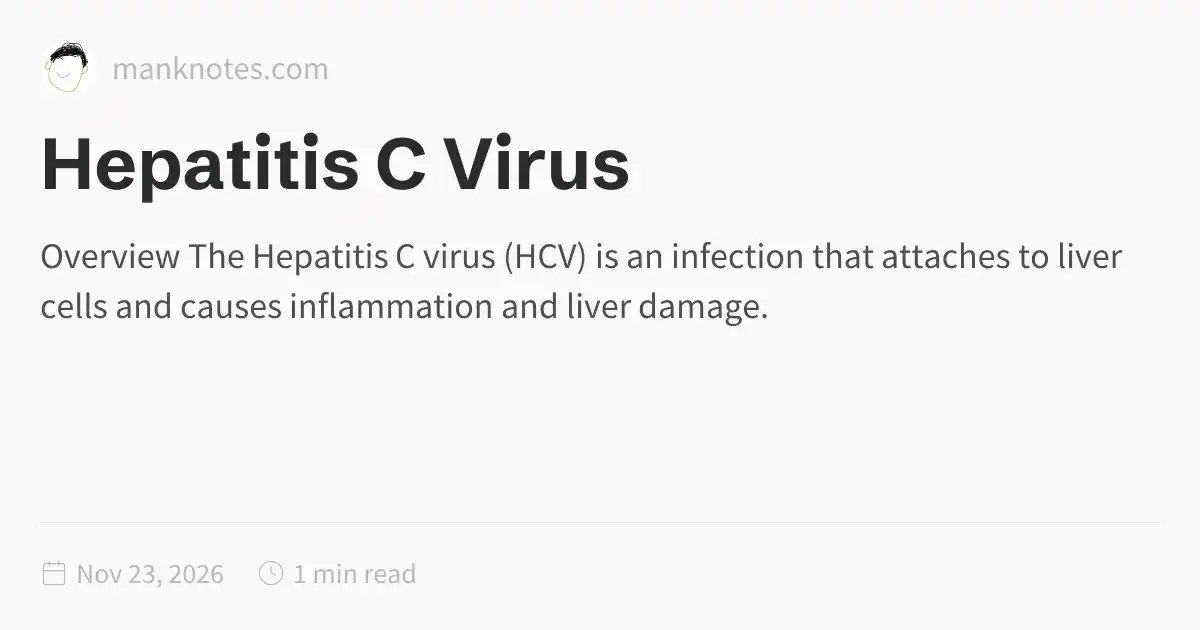 manknotes.com
Hepatitis C Virus
Overview The Hepatitis C virus (HCV) is an infection that attaches to liver
cells and causes inflammation and liver damage.
Nov 23, 2026 1 min read